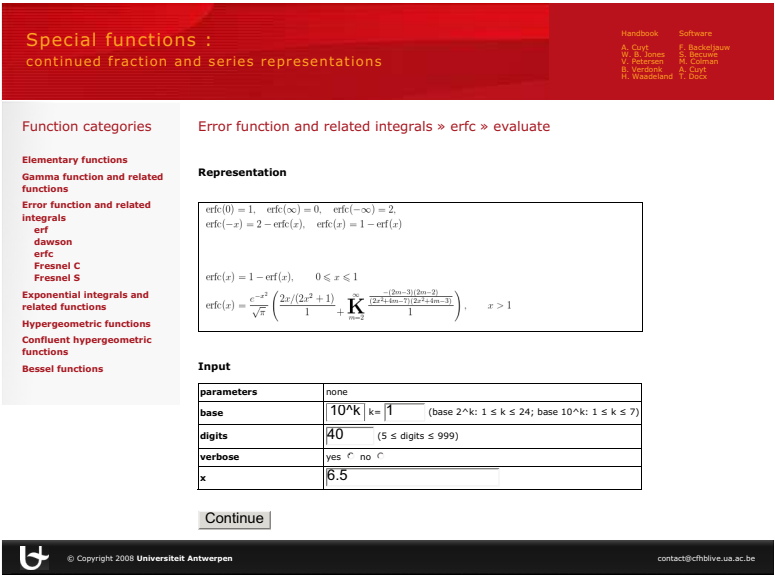 Special functions :
continued fraction and series representations
Handbook Software
A. Cuyt F. Backeljauw
W. B. Jones S. Becuwe
V. Petersen M. Colman
B. Verdonk A. Cuyt
H. Waadeland T. Docx
Function categories
Elementary functions
Gamma function and related
functions
Error function and related
integrals
erf
dawson
erfc
Fresnel C
Fresnel S
Exponential integrals and
related functions
Hypergeometric functions
Confluent hypergeometric
functions
Bessel functions
Error function and related integrals » erfc » evaluate
Representation
erfc(0) = 1, erfc(∞) = 0, erfc(−∞) = 2,
erfc(−x) = 2 − erfc(x), erfc(x) = 1 − erf(x)
erfc(x) = 1 − erf(x), 0 ⩽ x ⩽ 1
erfc(x) = e^{−x²}/√π ( (2x/(2x² + 1))/1 + K_{m=2}^{∞} (−(2m−3)(2m−2)/((2x²+4m−7)(2x²+4m−3)))/1 ), x > 1
Input
parameters none
base 10^k k= 1 (base 2^k: 1 ≤ k ≤ 24; base 10^k: 1 ≤ k ≤ 7)
digits 40 (5 ≤ digits ≤ 999)
verbose yes no
x 6.5
Continue
© Copyright 2008 Universiteit Antwerpen
contact@cfhblive.ua.ac.be